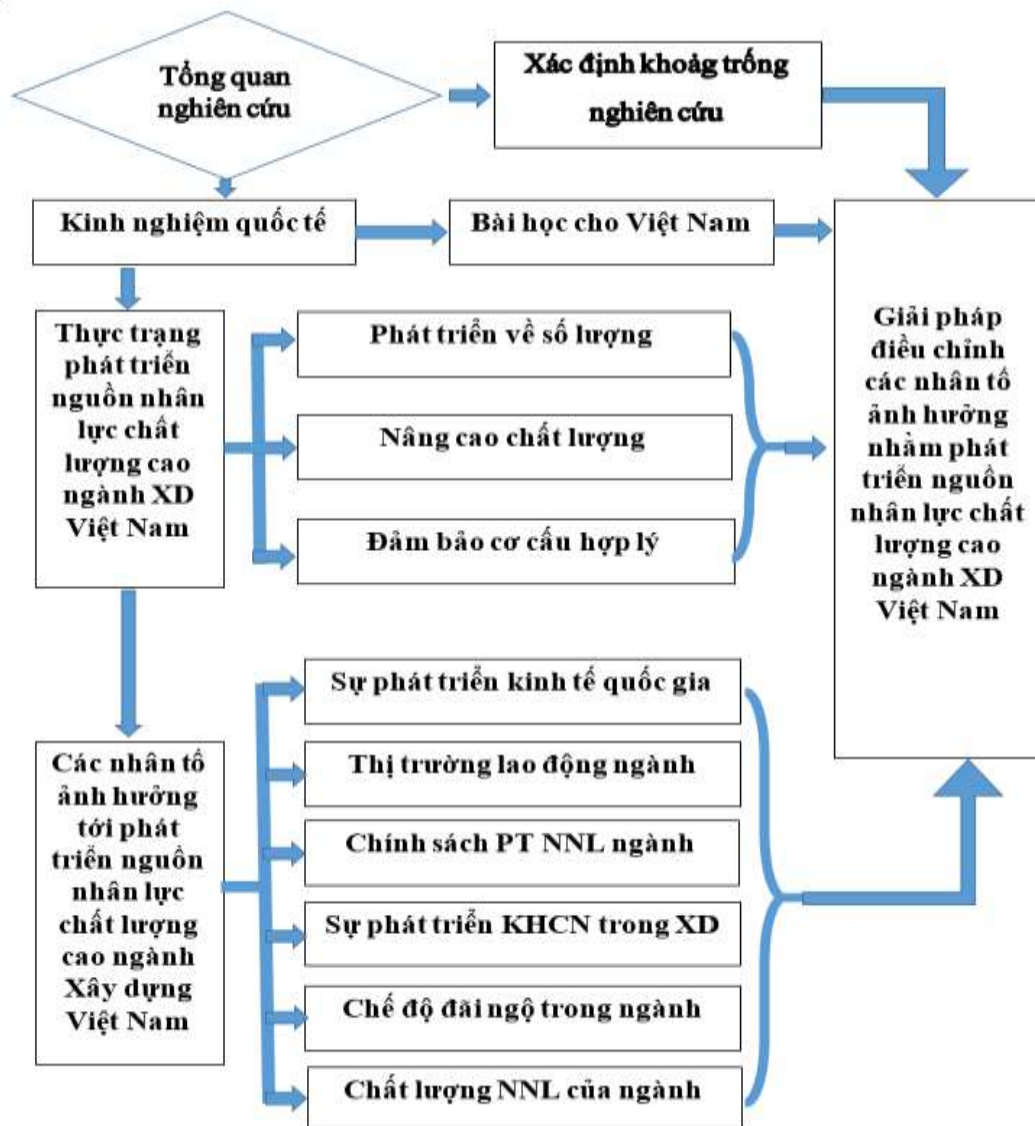 Tổng quan
nghiên cứu
Xác định khoảng trống
nghiên cứu
Kinh nghiệm quốc tế
Bài học cho Việt Nam
Thực trạng
phát triển
nguồn nhân
lực chất
lượng cao
ngành XD
Việt Nam
Phát triển về số lượng
Nâng cao chất lượng
Đảm bảo cơ cấu hợp lý
Giải pháp
điều chỉnh
các nhân tố
ảnh hưởng
nhằm phát
triển nguồn
nhân lực chất
lượng cao
ngành XD
Việt Nam
Các nhân tố
ảnh hưởng
tới phát
triển nguồn
nhân lực
chất lượng
cao ngành
Xây dựng
Việt Nam
Sự phát triển kinh tế quốc gia
Thị trường lao động ngành
Chính sách PT NNL ngành
Sự phát triển KHCN trong XD
Chế độ đãi ngộ trong ngành
Chất lượng NNL của ngành